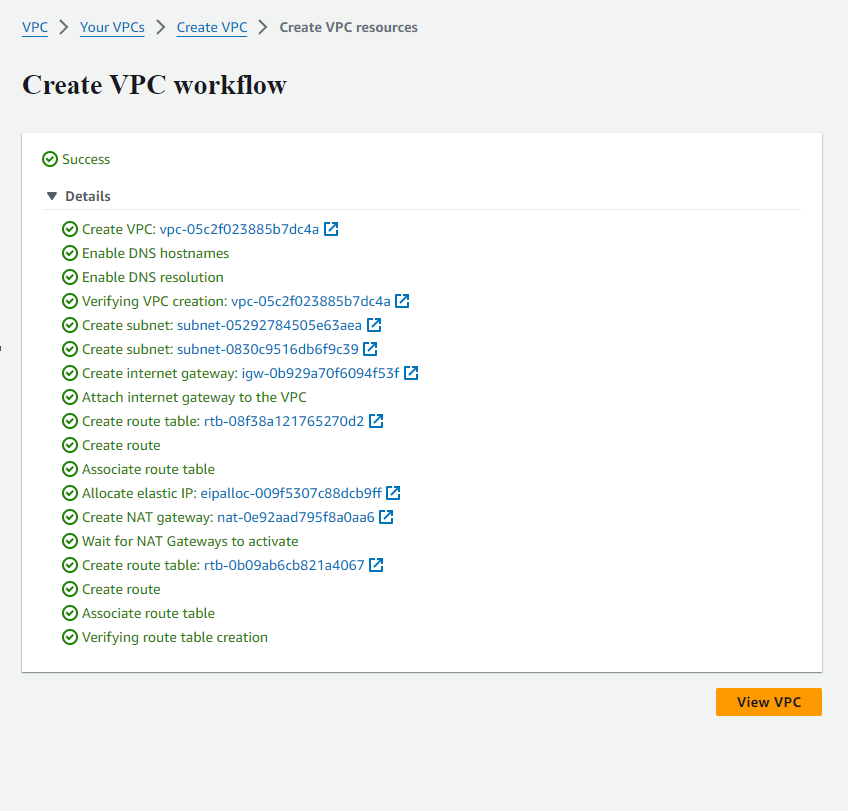 VPC > Your VPCs > Create VPC > Create VPC resources
Create VPC workflow
Success
Details
Create VPC: vpc-05c2f023885b7dc4a
Enable DNS hostnames
Enable DNS resolution
Verifying VPC creation: vpc-05c2f023885b7dc4a
Create subnet: subnet-05292784505e63aea
Create subnet: subnet-0830c9516db6f9c39
Create internet gateway: igw-0b929a70f6094f53f
Attach internet gateway to the VPC
Create route table: rtb-08f38a121765270d2
Create route
Associate route table
Allocate elastic IP: eipalloc-009f5307c88dcb9ff
Create NAT gateway: nat-0e92aad795f8a0aa6
Wait for NAT Gateways to activate
Create route table: rtb-0b09ab6cb821a4067
Create route
Associate route table
Verifying route table creation
View VPC